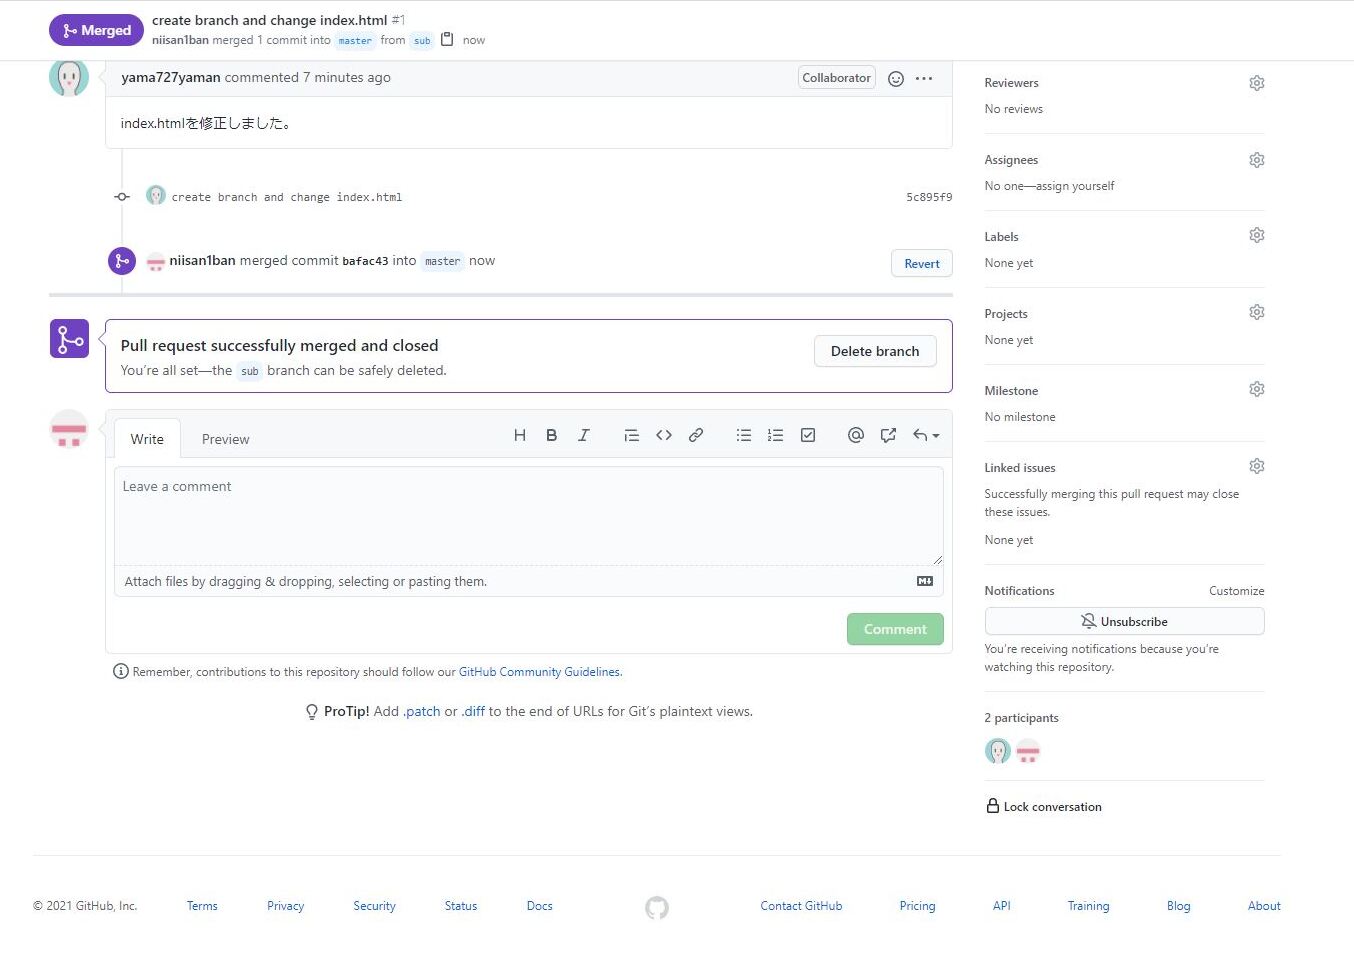 Merged
create branch and change index.html #1
niisan1ban merged 1 commit into master from sub now
yama727yaman commented 7 minutes ago
Collaborator
index.htmlを修正しました。
create branch and change index.html
5c895f9
niisan1ban merged commit bafac43 into master now
Revert
Pull request successfully merged and closed
You’re all set—the sub branch can be safely deleted.
Delete branch
Write
Preview
Leave a comment
Attach files by dragging & dropping, selecting or pasting them.
Comment
Remember, contributions to this repository should follow our GitHub Community Guidelines.
ProTip! Add .patch or .diff to the end of URLs for Git’s plaintext views.
Reviewers
No reviews
Assignees
No one—assign yourself
Labels
None yet
Projects
None yet
Milestone
No milestone
Linked issues
Successfully merging this pull request may close
these issues.
None yet
Notifications
Customize
Unsubscribe
You’re receiving notifications because you’re
watching this repository.
2 participants
Lock conversation
© 2021 GitHub, Inc.
Terms
Privacy
Security
Status
Docs
Contact GitHub
Pricing
API
Training
Blog
About